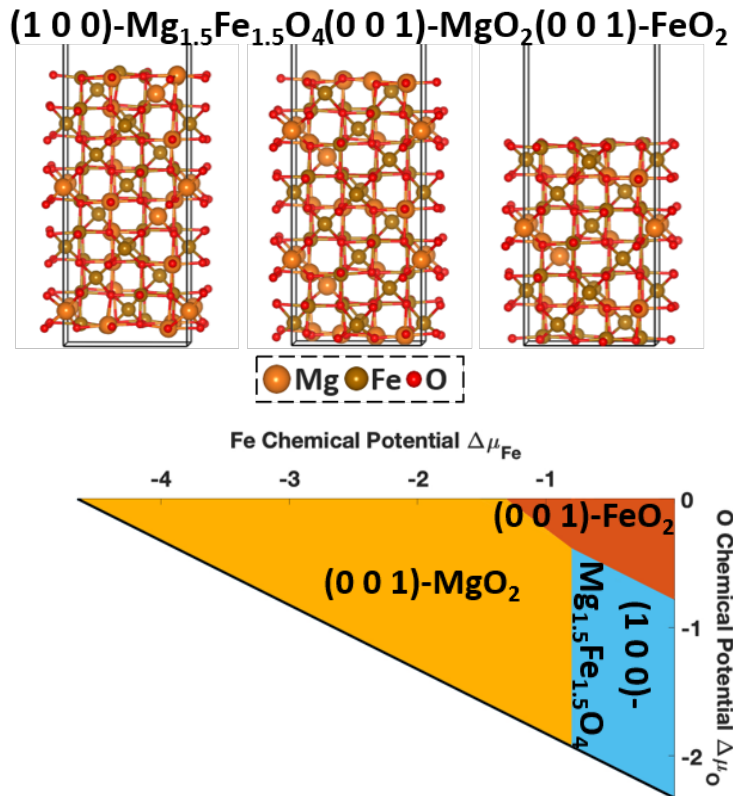 (1 0 0)-Mg1.5Fe1.5O4(0 0 1)-MgO2(0 0 1)-FeO2
Mg Fe O
Fe Chemical Potential ΔμFe
-4 -3 -2 -1
0
(0 0 1)-FeO2
(0 0 1)-MgO2
(1 0 0)-
Mg1.5Fe1.5O4
-1
-2
O Chemical Potential ΔμO